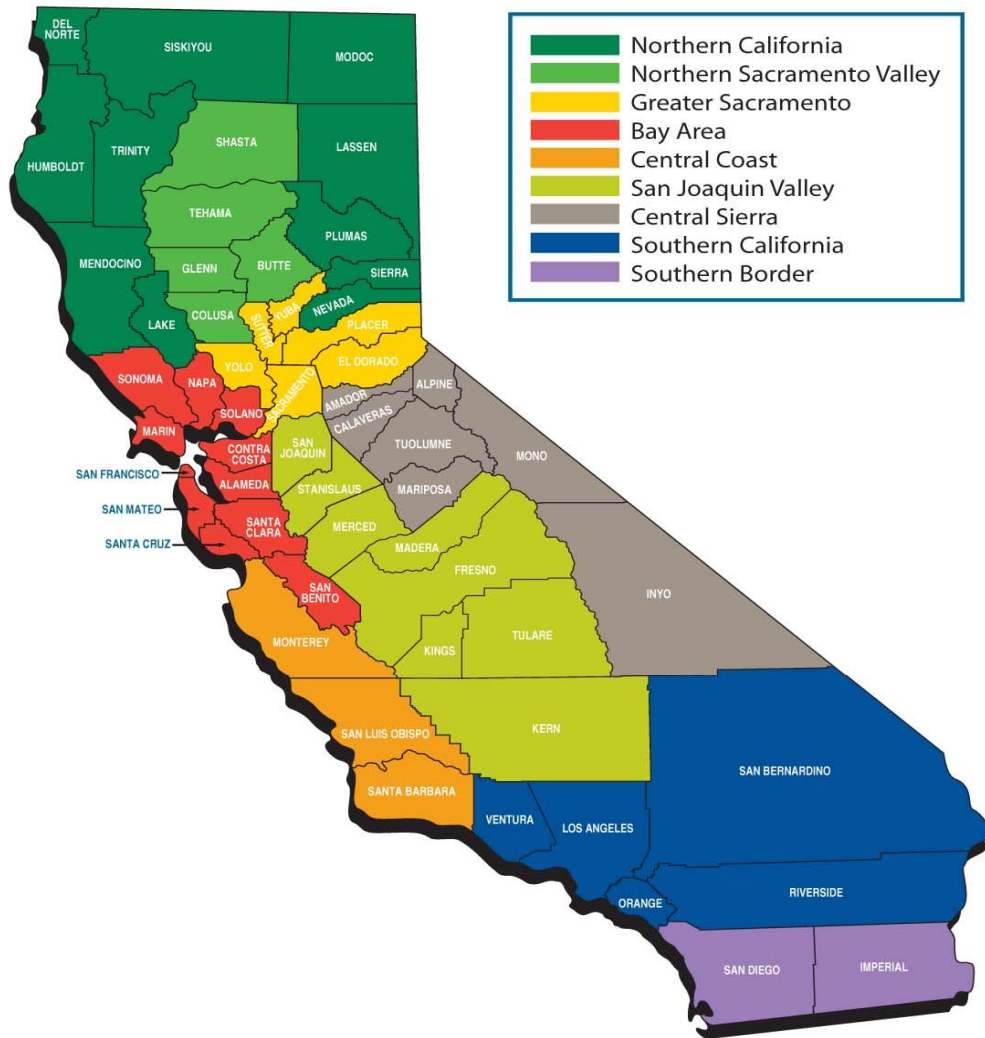 DEL
NORTE
SISKIYOU
MODOC
HUMBOLDT
TRINITY
SHASTA
LASSEN
TEHAMA
PLUMAS
MENDOCINO
GLENN
BUTTE
SIERRA
LAKE
COLUSA
SUTTER
YUBA
NEVADA
PLACER
SONOMA
NAPA
YOLO
EL DORADO
SACRAMENTO
SOLANO
MARIN
AMADOR
ALPINE
CALAVERAS
CONTRA
COSTA
SAN
JOAQUIN
TUOLUMNE
MONO
SAN FRANCISCO
ALAMEDA
STANISLAUS
MARIPOSA
SAN MATEO
SANTA
CLARA
MERCED
SANTA CRUZ
MADERA
FRESNO
SAN
BENITO
INYO
MONTEREY
KINGS
TULARE
SAN LUIS OBISPO
KERN
SANTA BARBARA
SAN BERNARDINO
VENTURA
LOS ANGELES
ORANGE
RIVERSIDE
SAN DIEGO
IMPERIAL
Northern California
Northern Sacramento Valley
Greater Sacramento
Bay Area
Central Coast
San Joaquin Valley
Central Sierra
Southern California
Southern Border